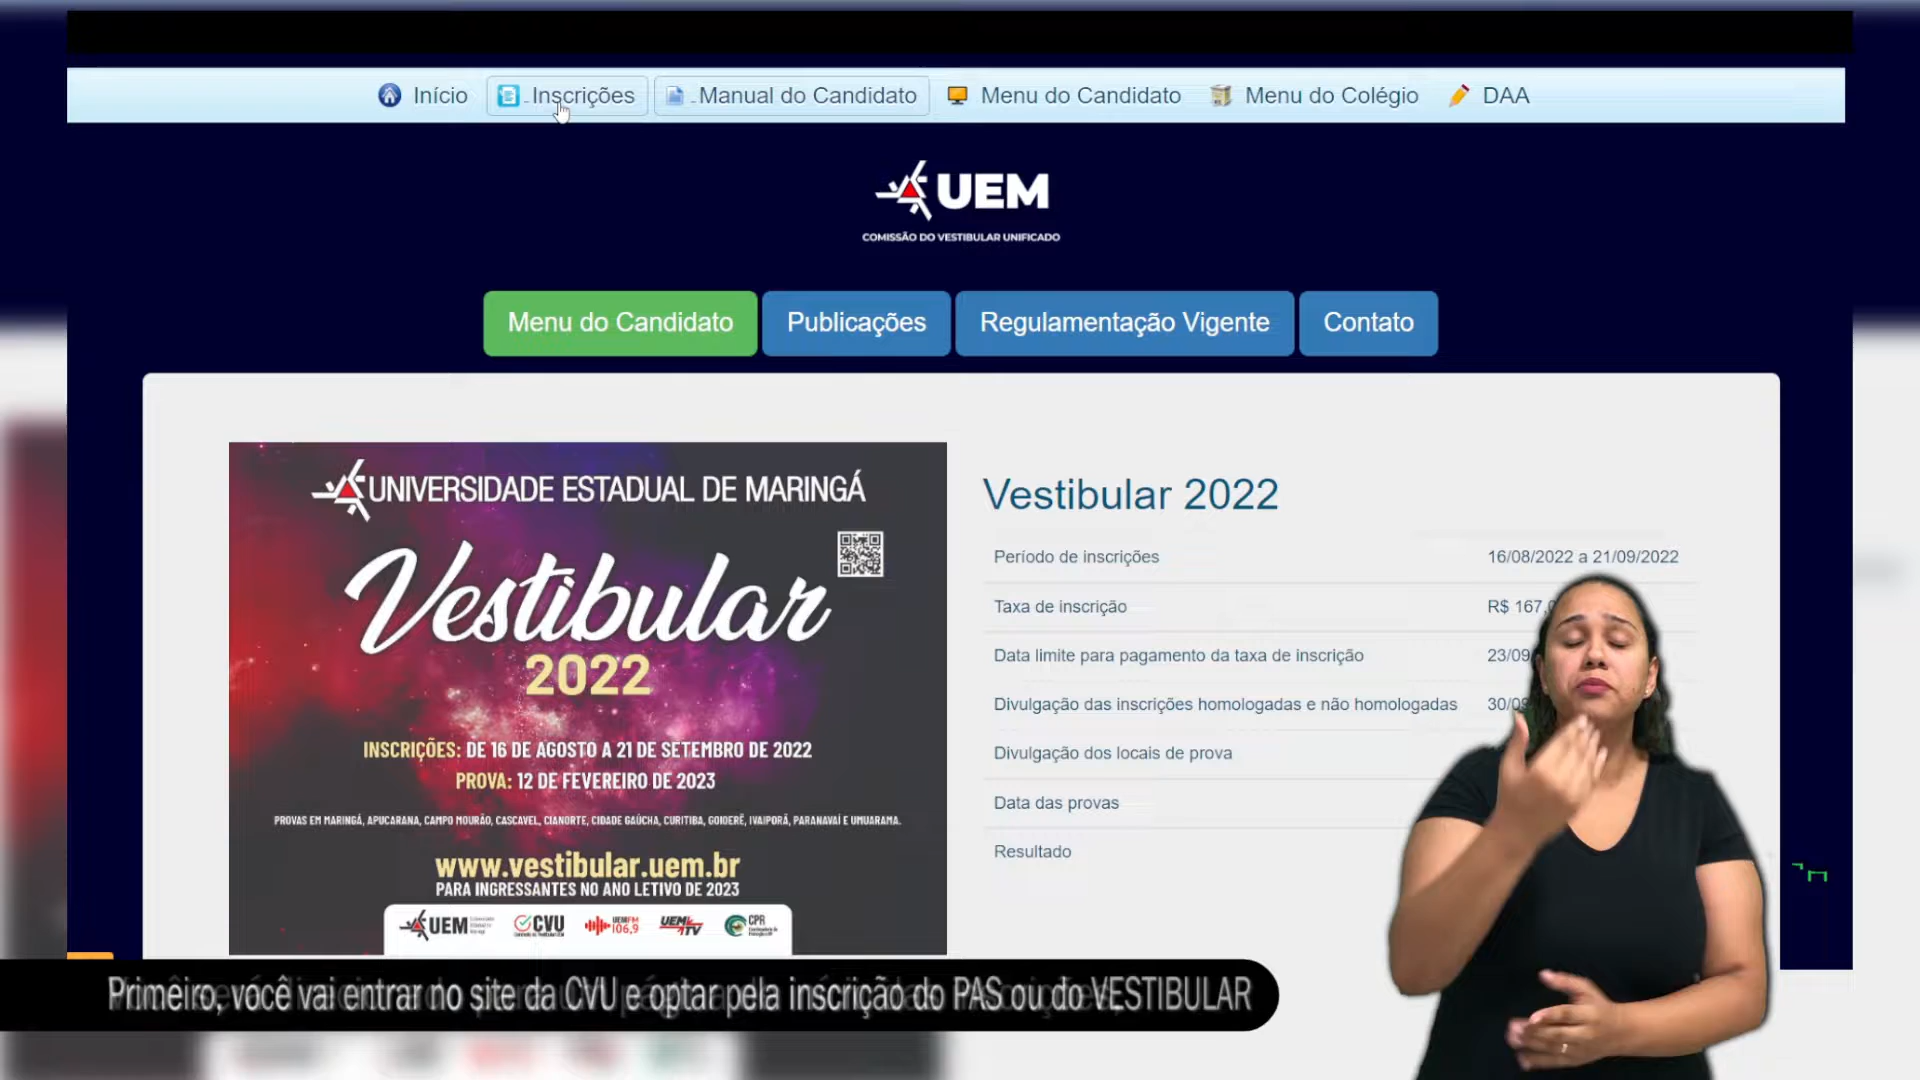 Início Inscrições Manual do Candidato Menu do Candidato Menu do Colégio DAA
UEM
COMISSÃO DO VESTIBULAR UNIFICADO
Menu do Candidato Publicações Regulamentação Vigente Contato
UNIVERSIDADE ESTADUAL DE MARINGÁ
Vestibular
2022
INSCRIÇÕES: DE 16 DE AGOSTO A 21 DE SETEMBRO DE 2022
PROVA: 12 DE FEVEREIRO DE 2023
PROVAS EM MARINGÁ, APUCARANA, CAMPO MOURÃO, CASCAVEL, CIANORTE, CIDADE GAÚCHA, CURITIBA, GOIOERÊ, IVAIPORÃ, PARANAVAÍ E UMUARAMA.
www.vestibular.uem.br
PARA INGRESSANTES NO ANO LETIVO DE 2023
UEM CVU UEM FM 106,9 UEM TV CPR
Vestibular 2022
Período de inscrições 16/08/2022 a 21/09/2022
Taxa de inscrição R$ 167,
Data limite para pagamento da taxa de inscrição 23/09
Divulgação das inscrições homologadas e não homologadas 30/09
Divulgação dos locais de prova
Data das provas
Resultado
Primeiro, você vai entrar no site da CVU e optar pela inscrição do PAS ou do VESTIBULAR